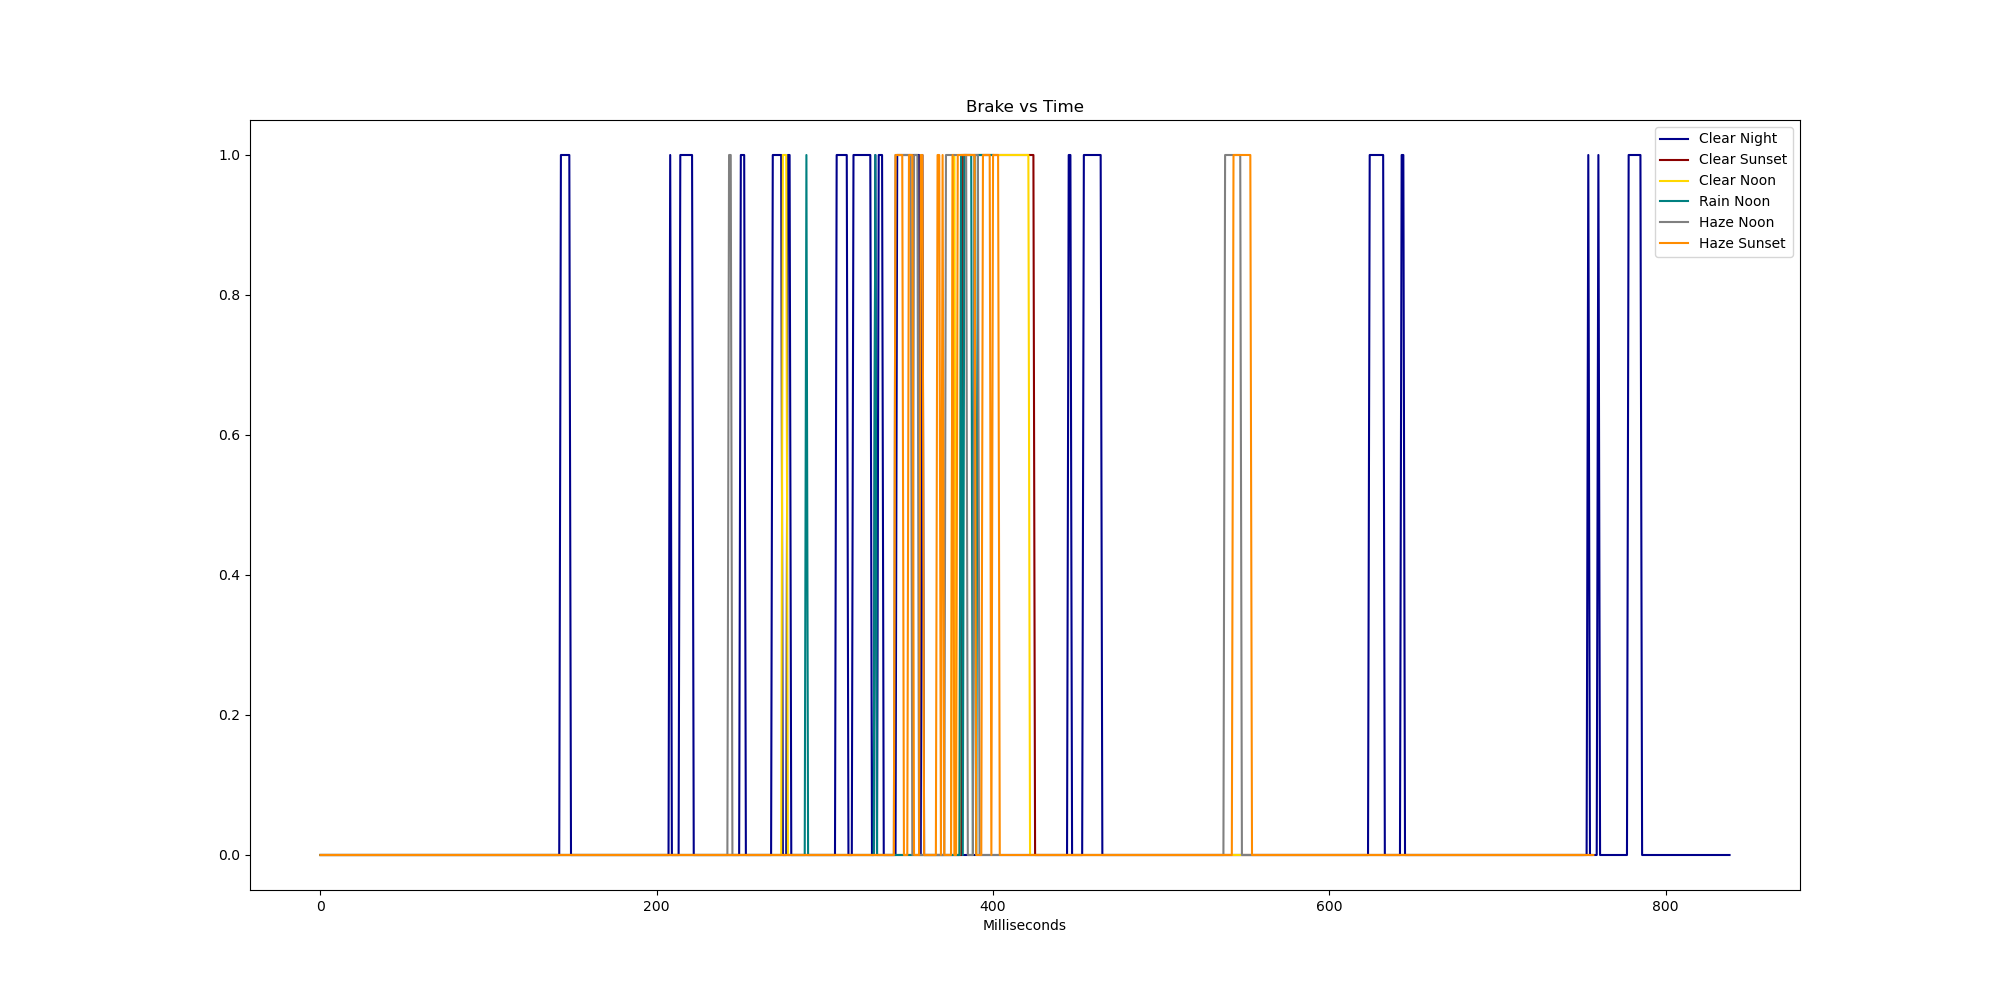 Brake vs Time
Clear Night
Clear Sunset
Clear Noon
Rain Noon
Haze Noon
Haze Sunset
1.0
0.8
0.6
0.4
0.2
0.0
0 200 400 600 800
Milliseconds